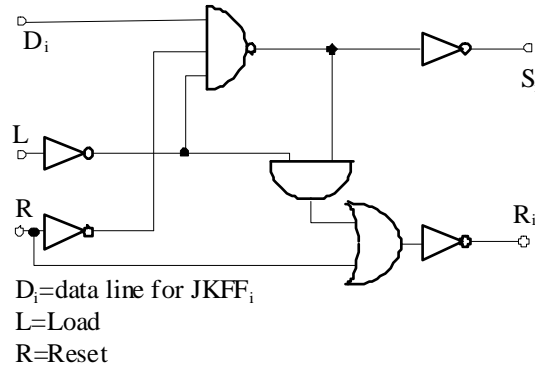 Di
S
L
R
Ri
Di=data line for JKFFi
L=Load
R=Reset